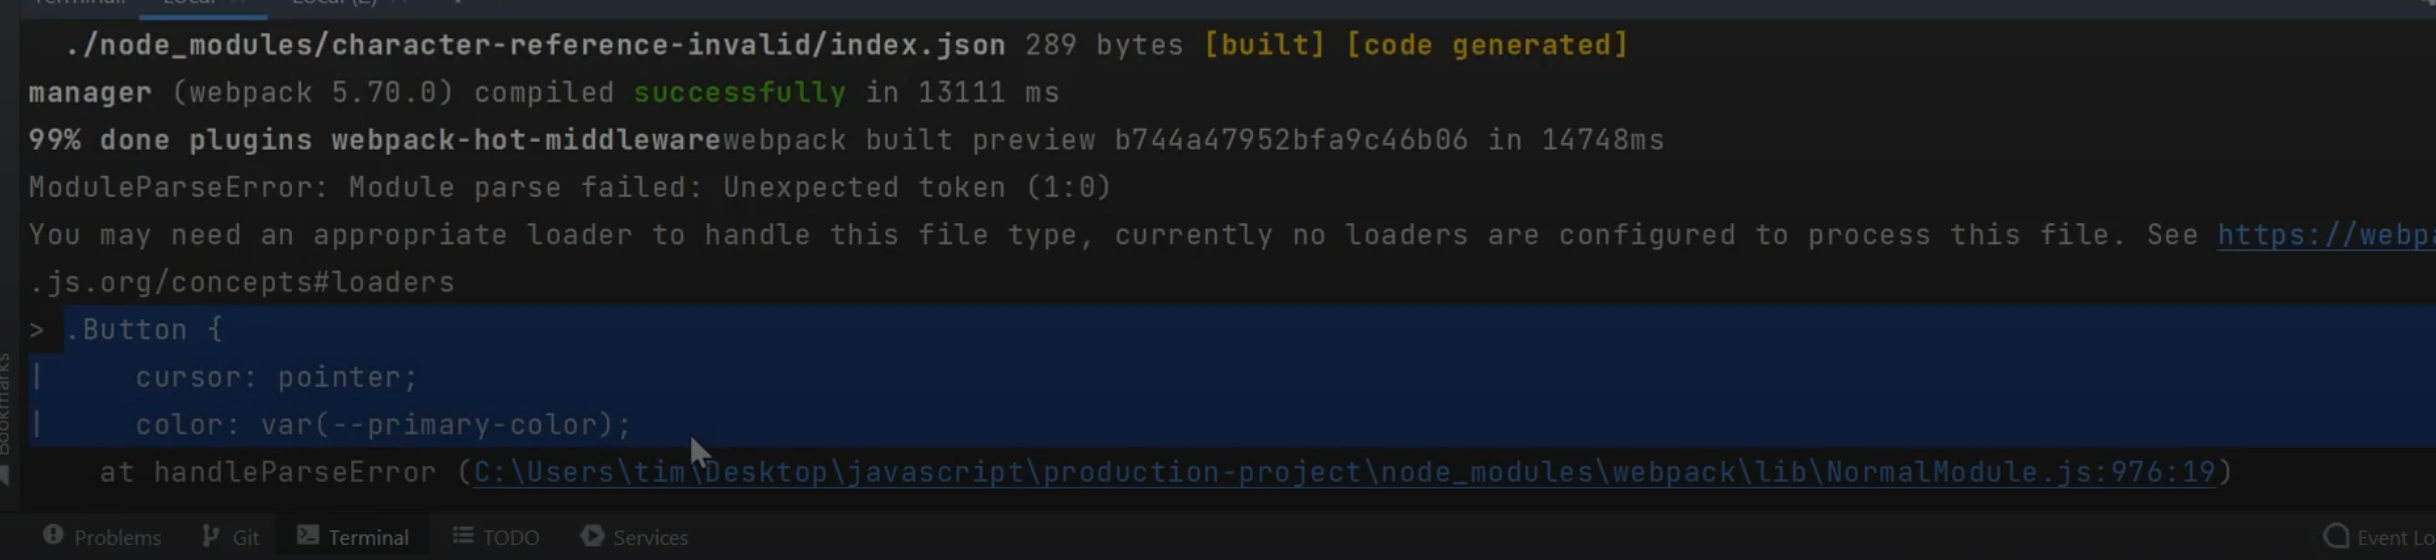 Terminal: Local × Local (2) × +
./node_modules/character-reference-invalid/index.json 289 bytes [built] [code generated]
manager (webpack 5.70.0) compiled successfully in 13111 ms
99% done plugins webpack-hot-middlewarewebpack built preview b744a47952bfa9c46b06 in 14748ms
ModuleParseError: Module parse failed: Unexpected token (1:0)
You may need an appropriate loader to handle this file type, currently no loaders are configured to process this file. See https://webpa
.js.org/concepts#loaders
> .Button {
|     cursor: pointer;
|     color: var(--primary-color);
at handleParseError (C:\Users\tim\Desktop\javascript\production-project\node_modules\webpack\lib\NormalModule.js:976:19)
Bookmarks
Problems Git Terminal TODO Services Event Lo